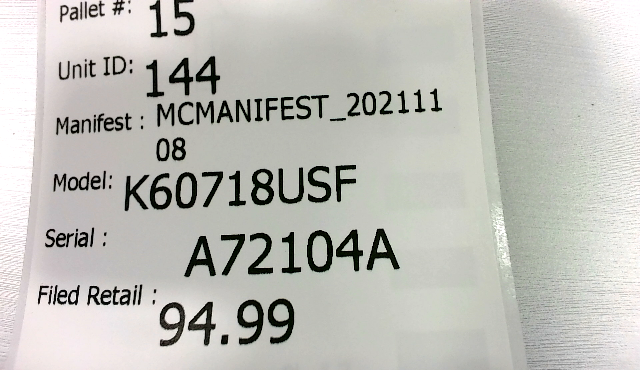 Pallet #: 15
Unit ID: 144
Manifest : MCMANIFEST_202111
08
Model: K60718USF
Serial : A72104A
Filed Retail : 94.99